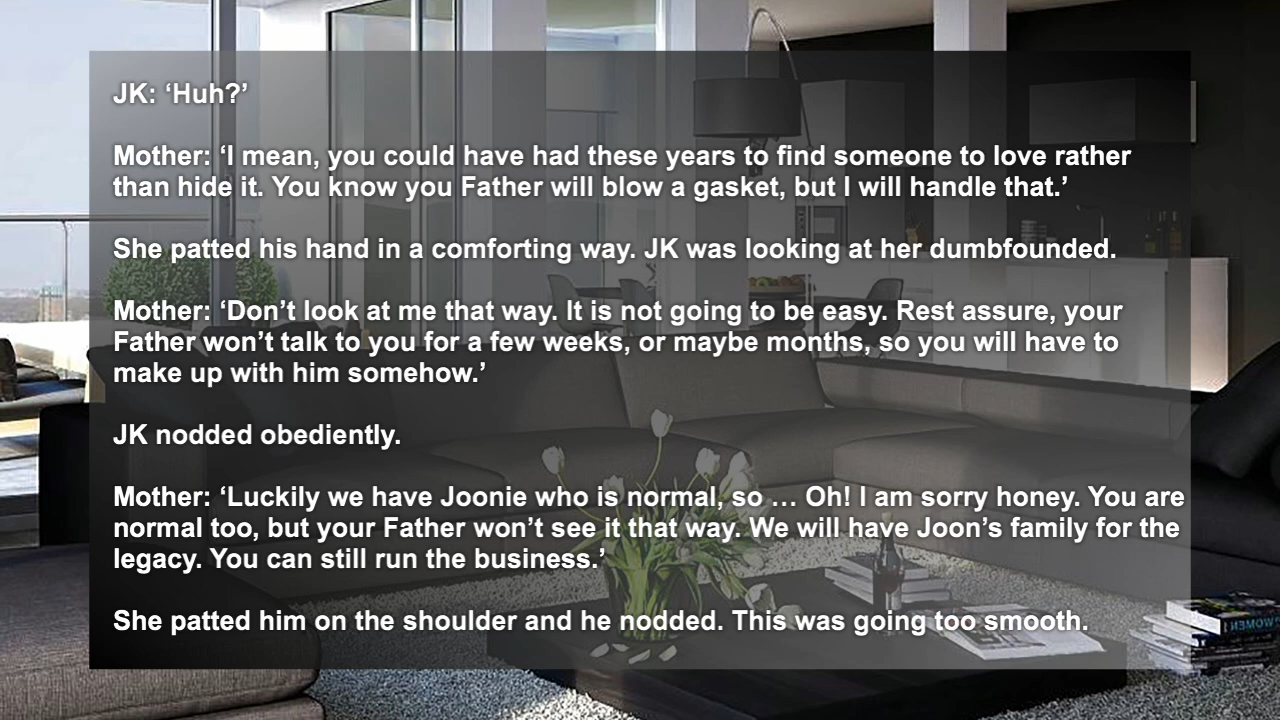 JK: ‘Huh?’
Mother: ‘I mean, you could have had these years to find someone to love rather
than hide it. You know you Father will blow a gasket, but I will handle that.’
She patted his hand in a comforting way. JK was looking at her dumbfounded.
Mother: ‘Don’t look at me that way. It is not going to be easy. Rest assure, your
Father won’t talk to you for a few weeks, or maybe months, so you will have to
make up with him somehow.’
JK nodded obediently.
Mother: ‘Luckily we have Joonie who is normal, so … Oh! I am sorry honey. You are
normal too, but your Father won’t see it that way. We will have Joon’s family for the
legacy. You can still run the business.’
She patted him on the shoulder and he nodded. This was going too smooth.
WOMEN